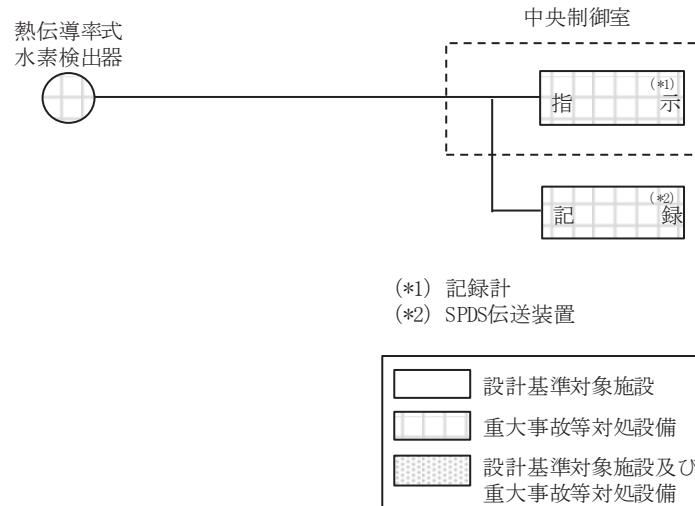 中央制御室
熱伝導率式
水素検出器
(*1)
指 示
(*2)
記 録
(*1) 記録計
(*2) SPDS伝送装置
設計基準対象施設
重大事故等対処設備
設計基準対象施設及び
重大事故等対処設備